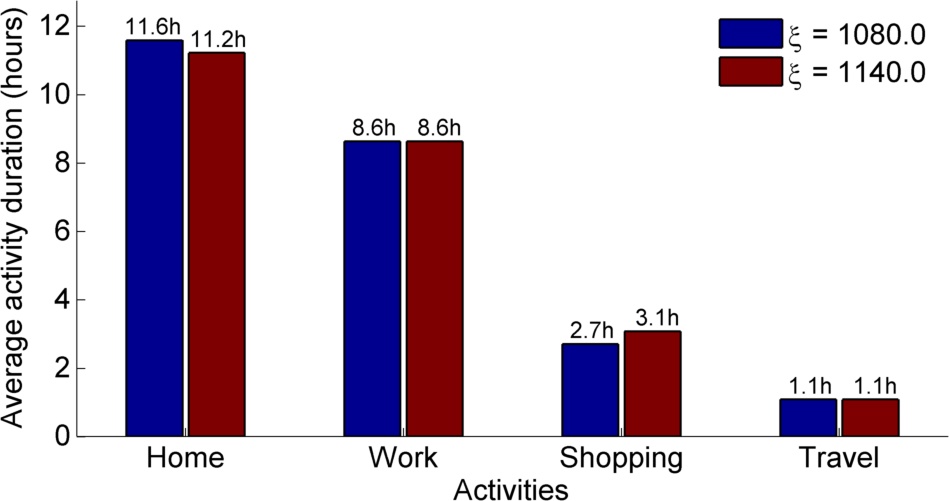 Average activity duration (hours)
12
10
8
6
4
2
0
11.6h
11.2h
8.6h
8.6h
2.7h
3.1h
1.1h
1.1h
ξ = 1080.0
ξ = 1140.0
Home
Work
Shopping
Travel
Activities